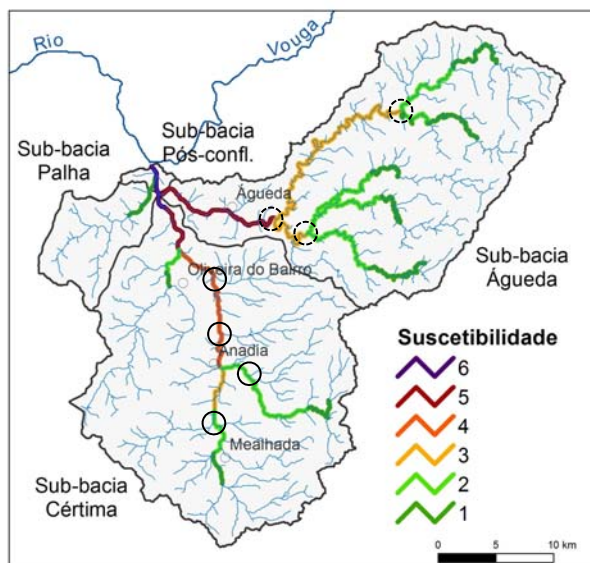 Rio
Vouga
Sub-bacia
Pós-confl.
Sub-bacia
Palha
Águeda
Sub-bacia
Águeda
Oliveira do Bairro
Anadia
Mealhada
Sub-bacia
Cértima
Suscetibilidade
6
5
4
3
2
1
0 5 10 km